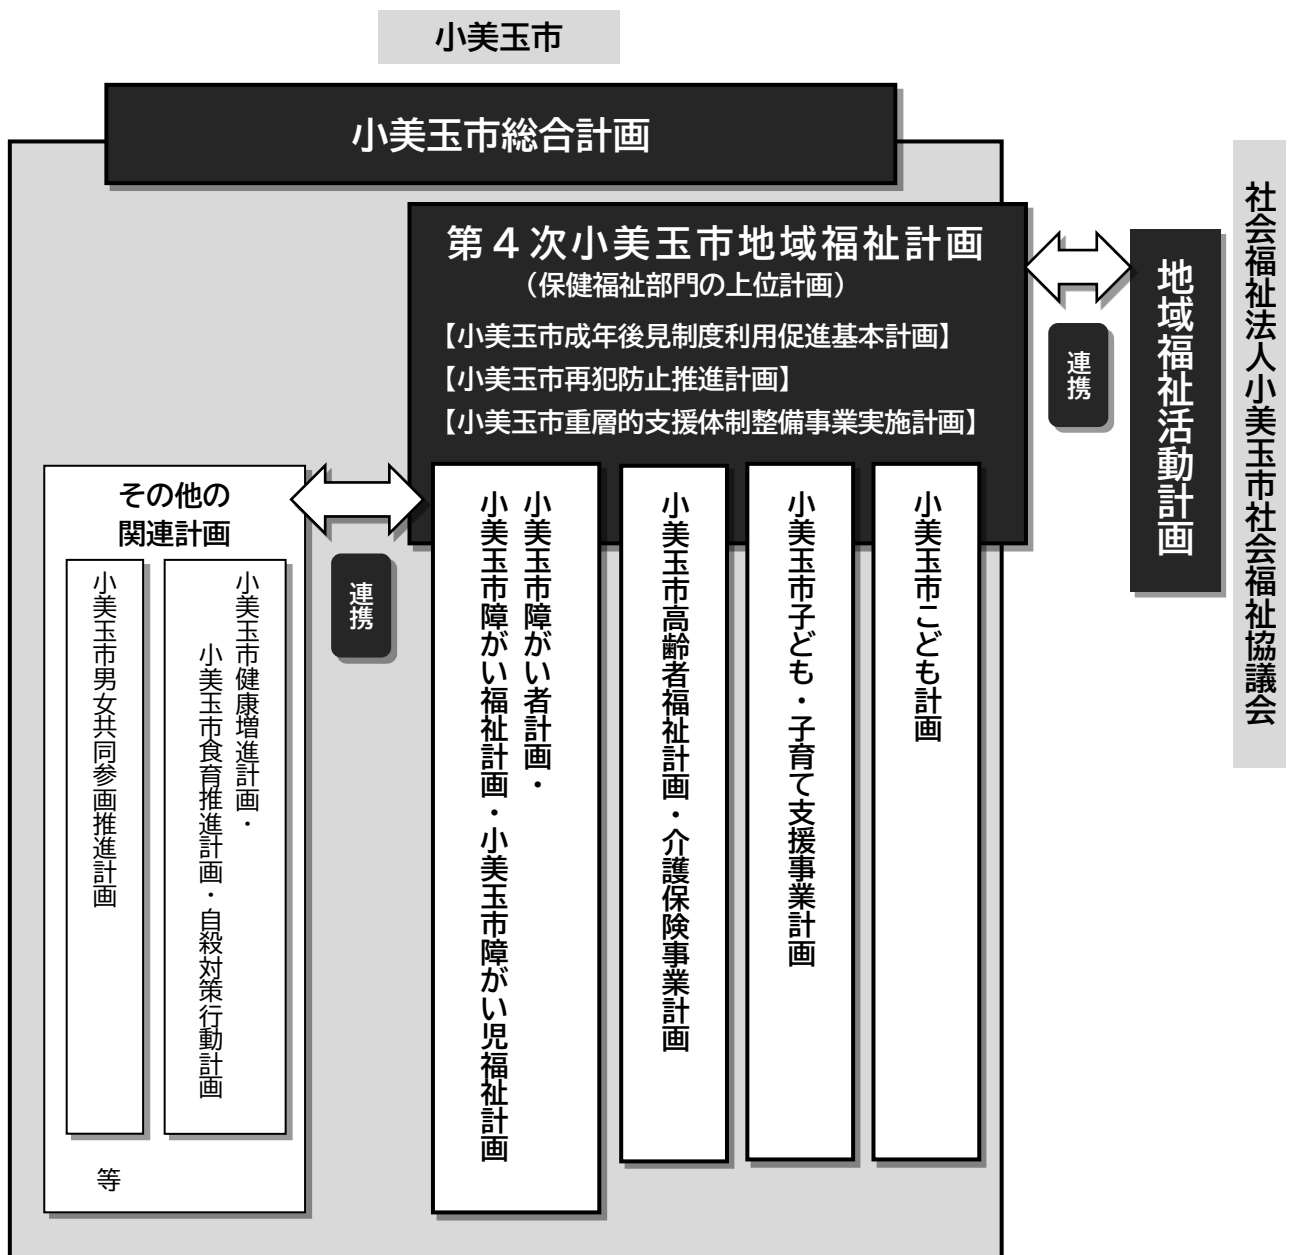 小美玉市
小美玉市総合計画
第４次小美玉市地域福祉計画
（保健福祉部門の上位計画）
【小美玉市成年後見制度利用促進基本計画】
【小美玉市再犯防止推進計画】
【小美玉市重層的支援体制整備事業実施計画】
連携
地域福祉活動計画
社会福祉法人小美玉市社会福祉協議会
小美玉市こども計画
小美玉市子ども・子育て支援事業計画
小美玉市高齢者福祉計画・介護保険事業計画
小美玉市障がい者計画・
小美玉市障がい福祉計画・小美玉市障がい児福祉計画
連携
その他の
関連計画
小美玉市健康増進計画・
小美玉市食育推進計画・自殺対策行動計画
小美玉市男女共同参画推進計画
等